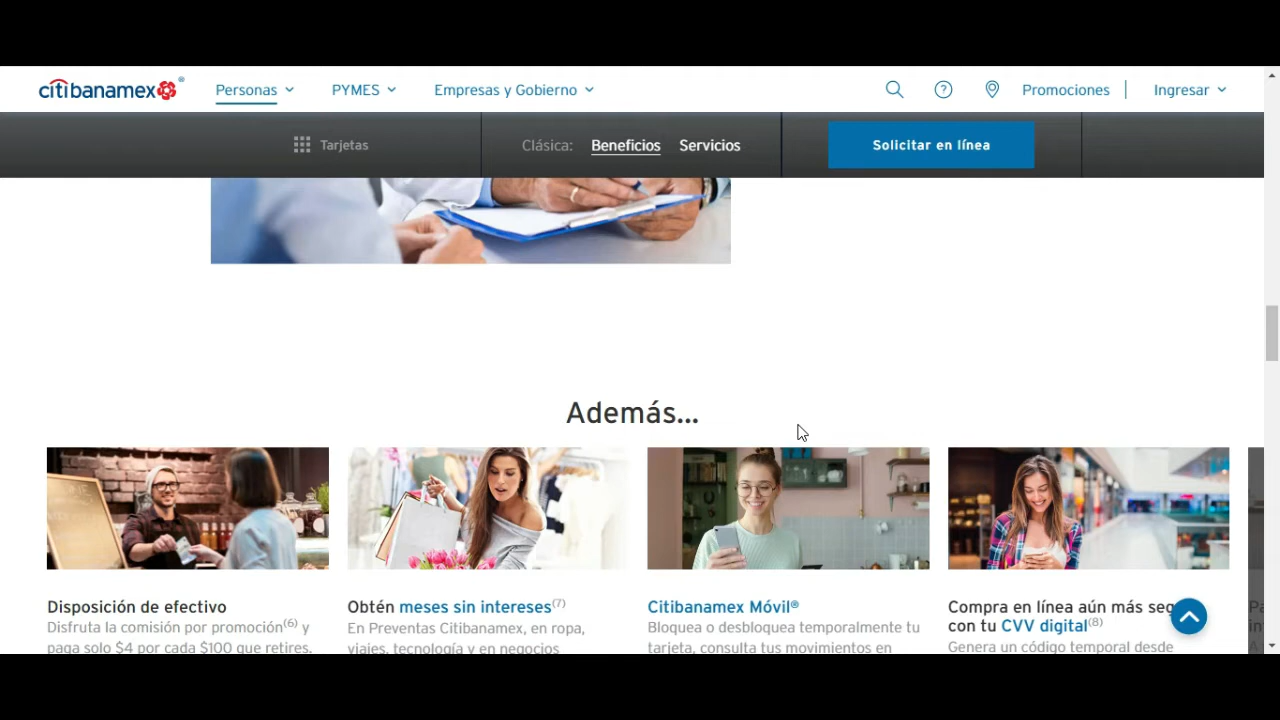 citibanamex®
Personas
PYMES
Empresas y Gobierno
Promociones
Ingresar
Tarjetas
Clásica: Beneficios Servicios
Solicitar en línea
Además...
Disposición de efectivo
Disfruta la comisión por promoción(6) y
paga solo $4 por cada $100 que retires.
Obtén meses sin intereses(7)
En Preventas Citibanamex, en ropa,
viajes, tecnología y en negocios
Citibanamex Móvil®
Bloquea o desbloquea temporalmente tu
tarjeta, consulta tus movimientos en
Compra en línea aún más seg
con tu CVV digital(8)
Genera un código temporal desde